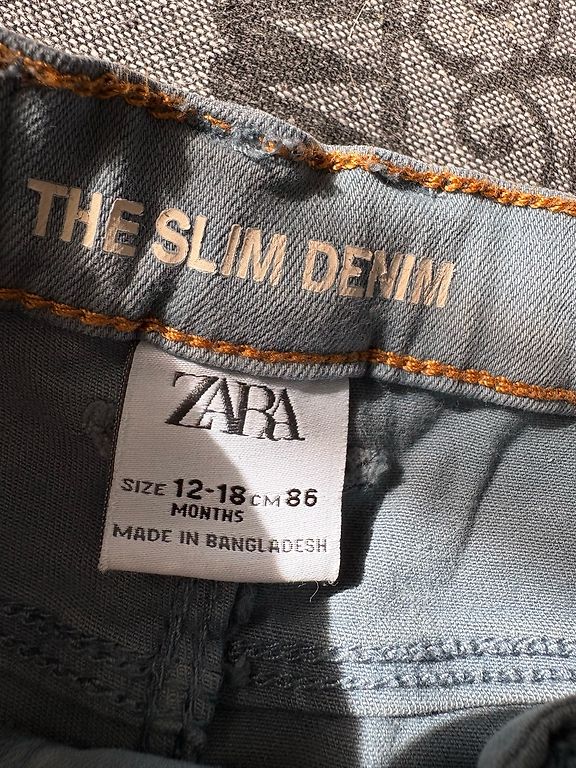 THE SLIM DENIM
ZARA
SIZE 12-18 CM 86
MONTHS
MADE IN BANGLADESH